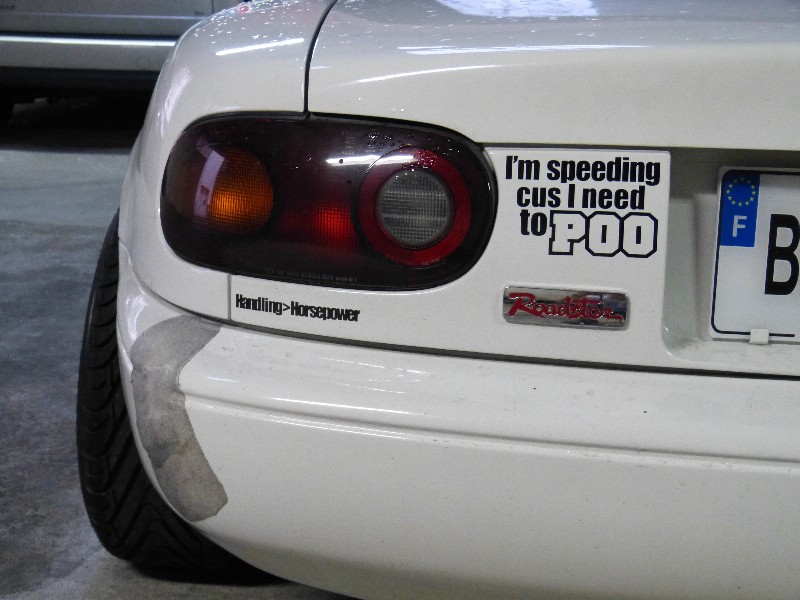 I'm speeding
cus I need
to POO
Handling>Horsepower
Roadster
F
B